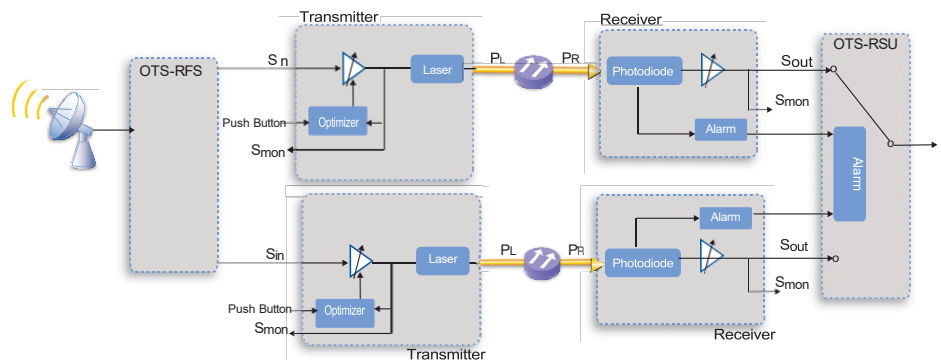 Transmitter
Receiver
OTS-RSU
OTS-RFS
S n
Laser
PL
PR
Photodiode
Sout
Smon
Push Button
Optimizer
Alarm
Smon
Alarm
Alarm
Sin
Laser
PL
PR
Photodiode
Sout
Smon
Push Button
Optimizer
Smon
Transmitter
Receiver